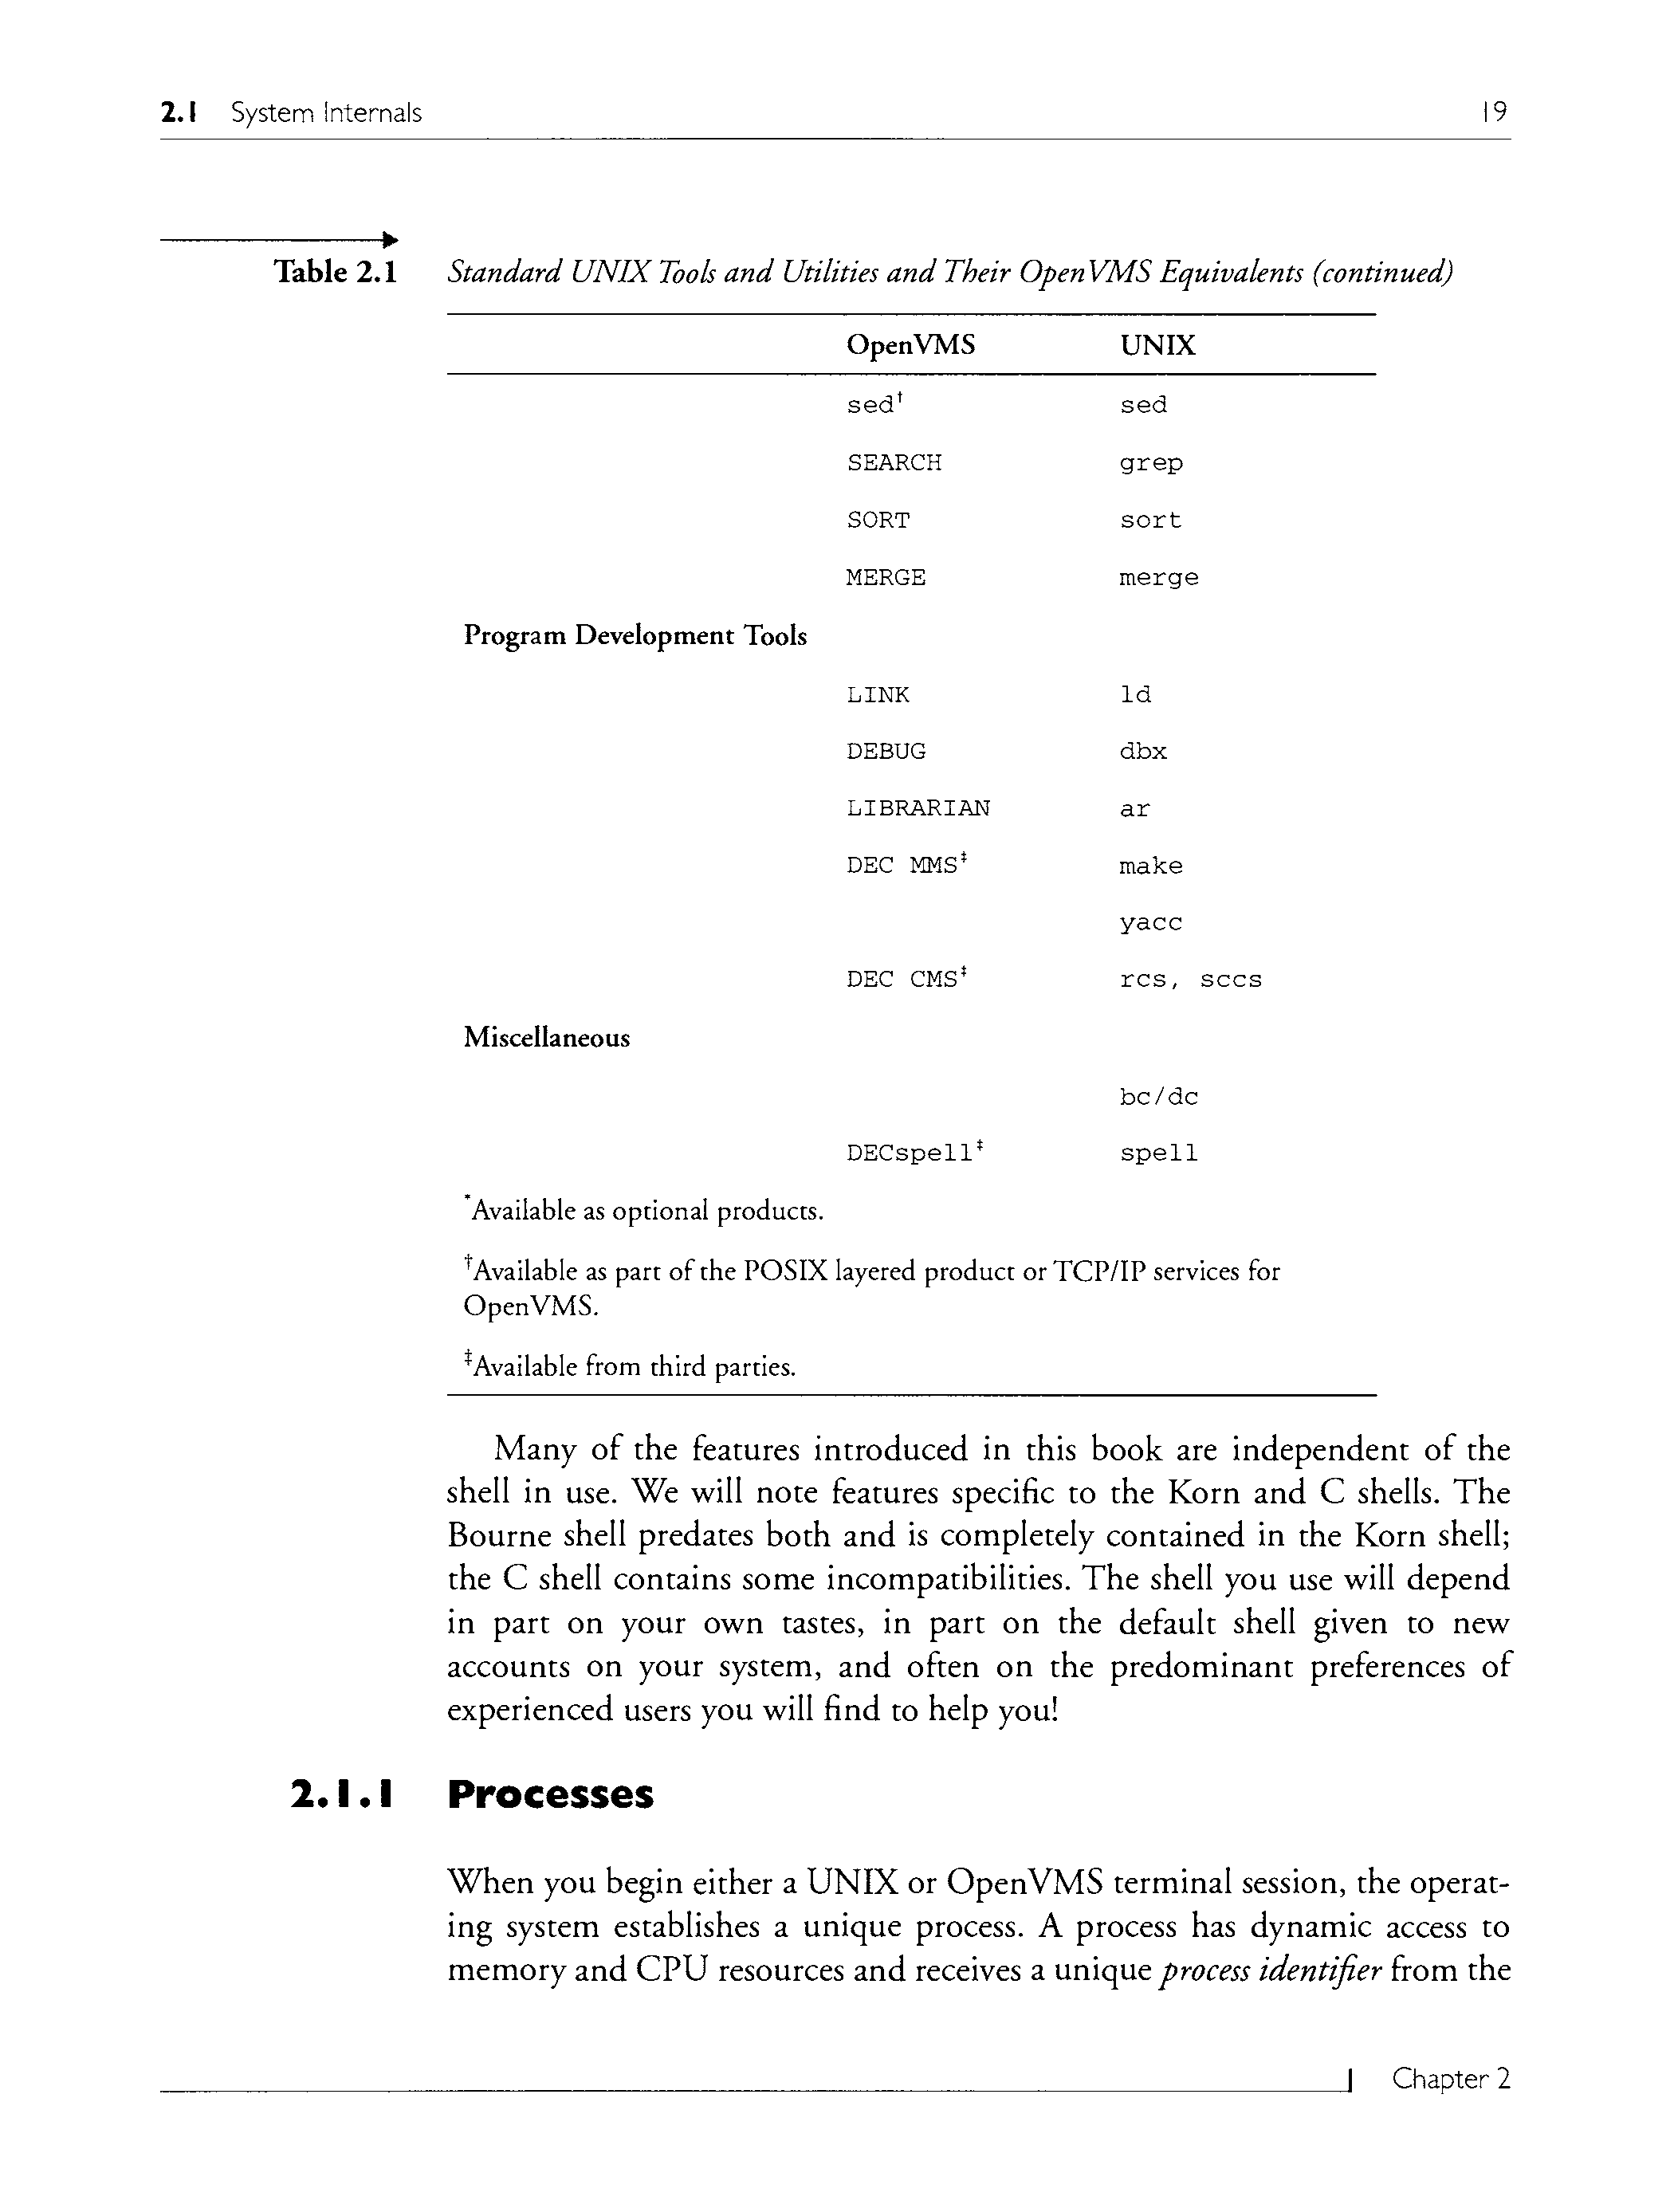 2.1 System Internals 19
Table 2.1 Standard UNIX Tools and Utilities and Their OpenVMS Equivalents (continued)
OpenVMS UNIX
sed† sed
SEARCH grep
SORT sort
MERGE merge
Program Development Tools
LINK ld
DEBUG dbx
LIBRARIAN ar
DEC MMS‡ make
yacc
DEC CMS‡ rcs, sccs
Miscellaneous
bc/dc
DECspell‡ spell
*Available as optional products.
†Available as part of the POSIX layered product or TCP/IP services for
OpenVMS.
‡Available from third parties.
Many of the features introduced in this book are independent of the
shell in use. We will note features specific to the Korn and C shells. The
Bourne shell predates both and is completely contained in the Korn shell;
the C shell contains some incompatibilities. The shell you use will depend
in part on your own tastes, in part on the default shell given to new
accounts on your system, and often on the predominant preferences of
experienced users you will find to help you!
2.1.1 Processes
When you begin either a UNIX or OpenVMS terminal session, the operat-
ing system establishes a unique process. A process has dynamic access to
memory and CPU resources and receives a unique process identifier from the
Chapter 2